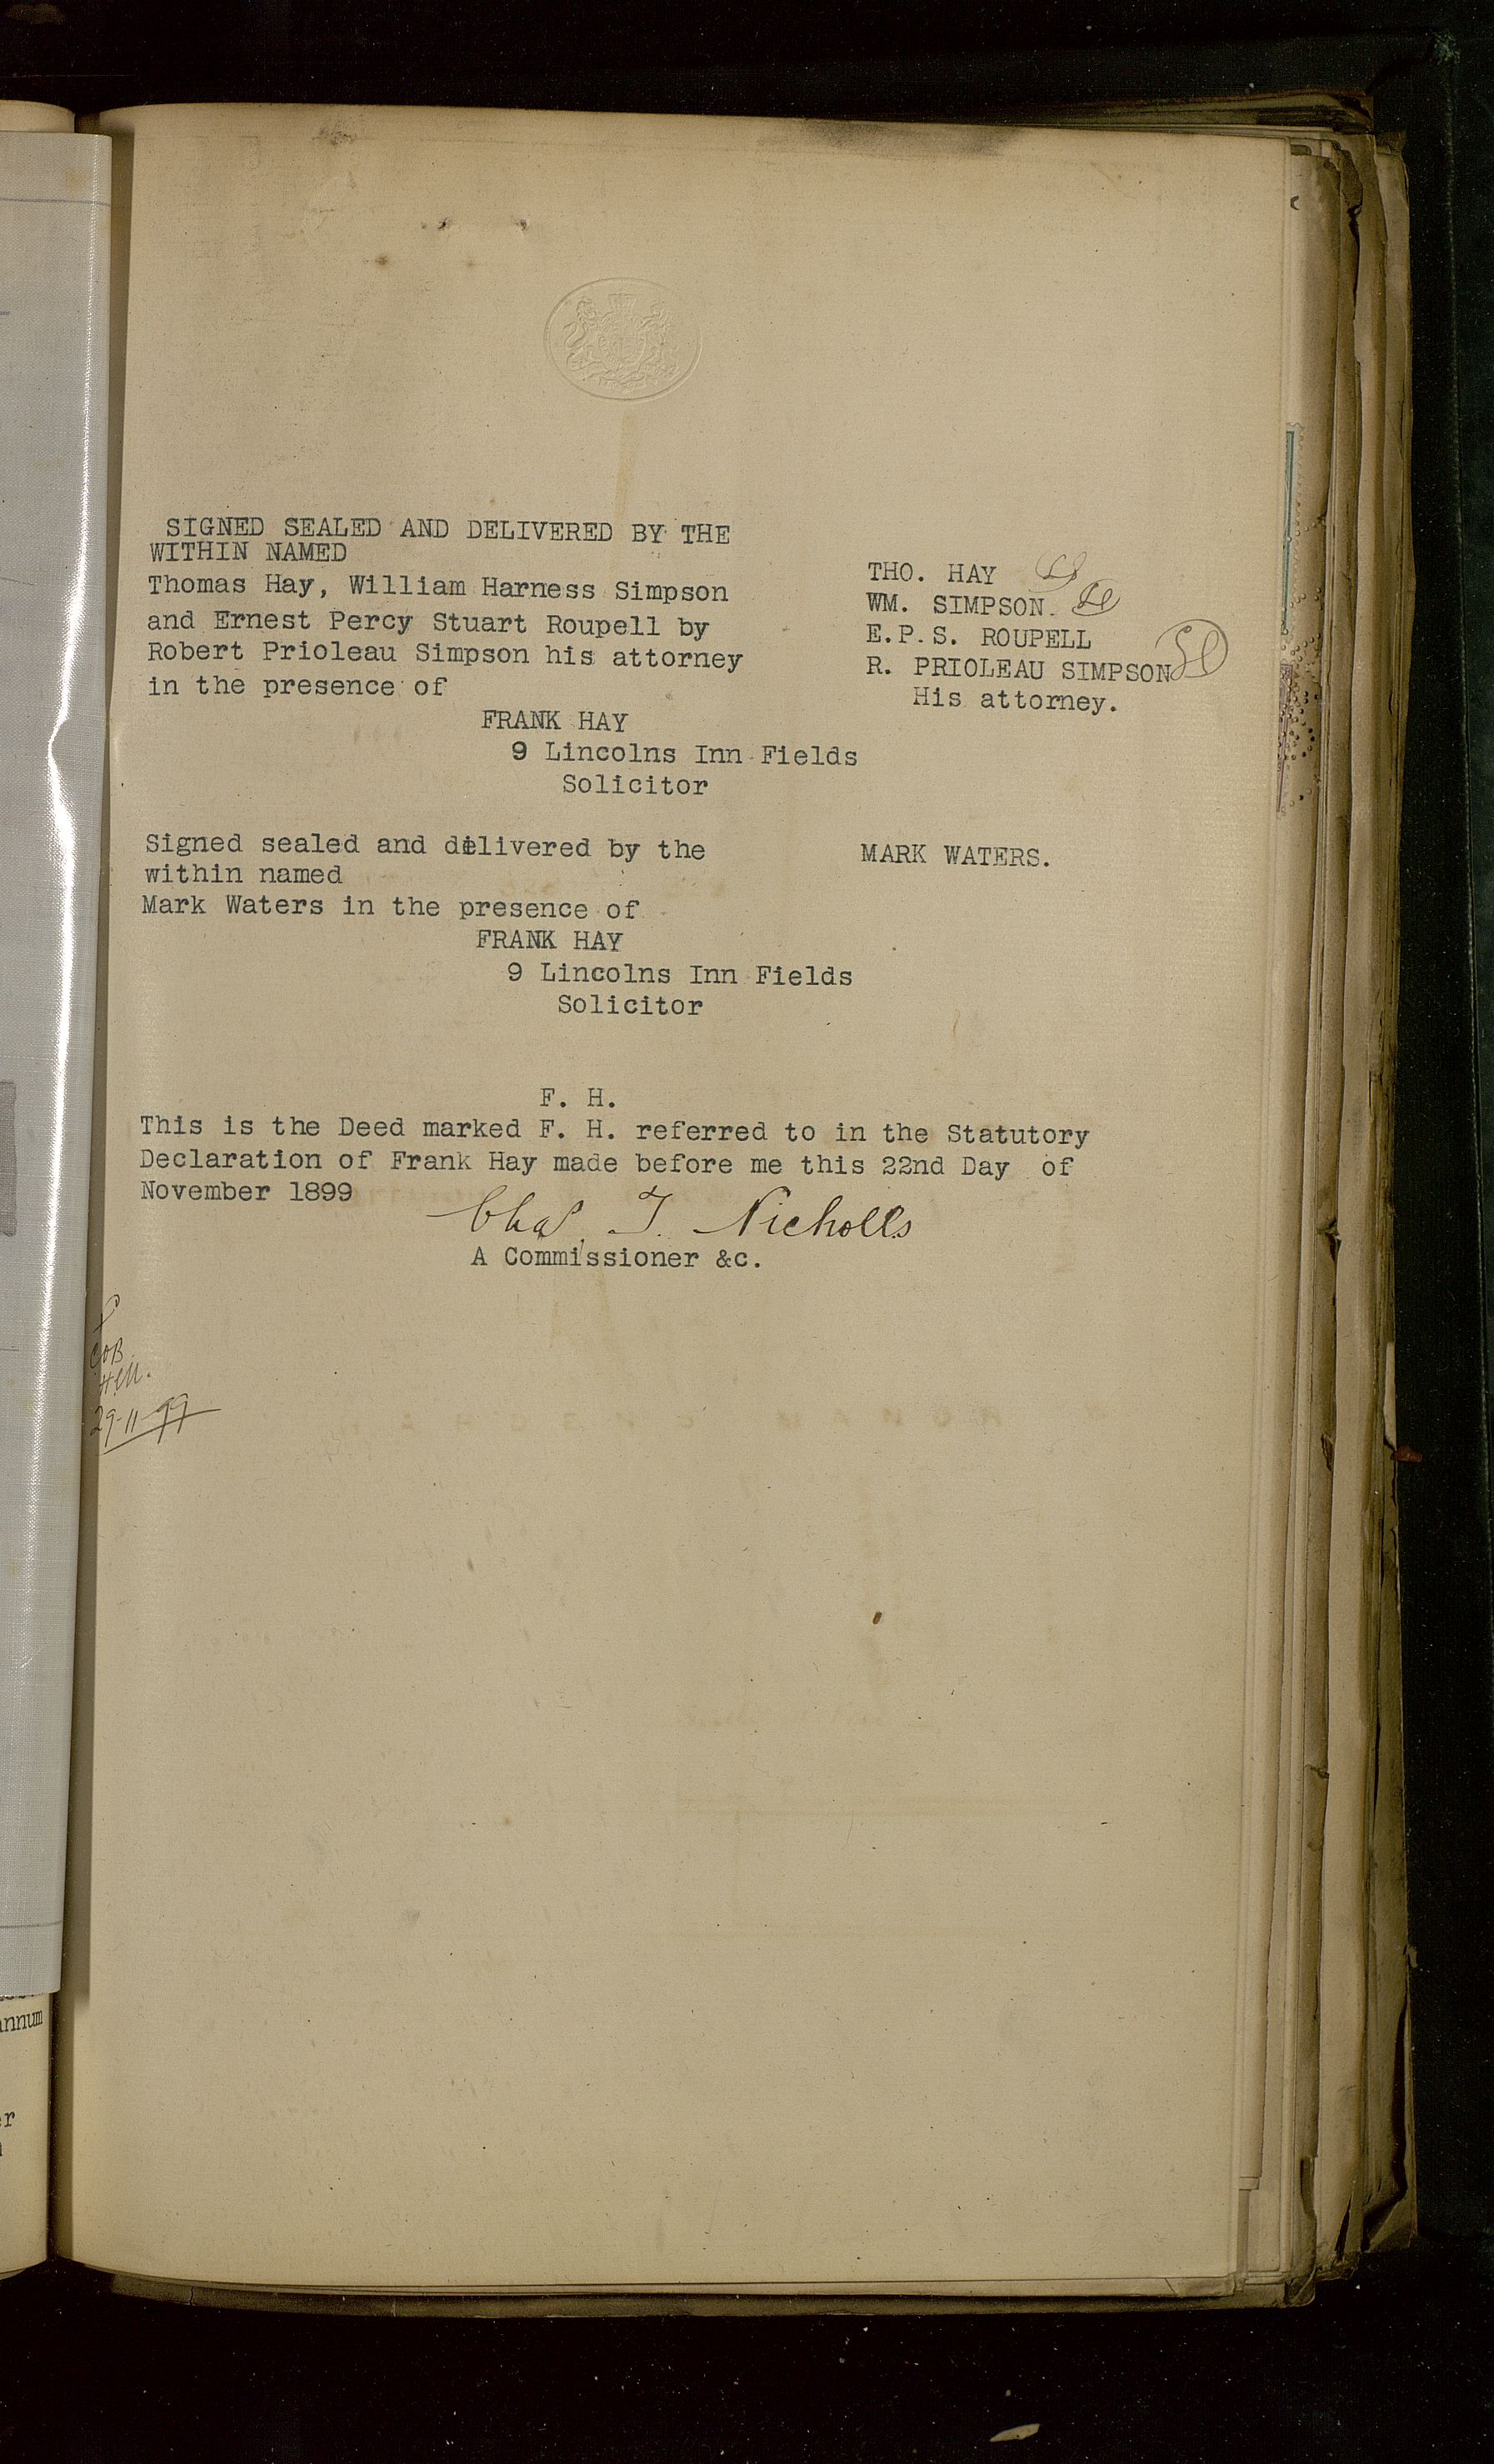 SIGNED SEALED AND DELIVERED BY THE
WITHIN NAMED
Thomas Hay, William Harness Simpson
and Ernest Percy Stuart Roupell by
Robert Prioleau Simpson his attorney
in the presence of
THO. HAY
WM. SIMPSON.
E.P.S. ROUPELL
R. PRIOLEAU SIMPSON
His attorney.
FRANK HAY
9 Lincolns Inn Fields
Solicitor
Signed sealed and delivered by the
within named
Mark Waters in the presence of
MARK WATERS.
FRANK HAY
9 Lincolns Inn Fields
Solicitor
F. H.
This is the Deed marked F. H. referred to in the Statutory
Declaration of Frank Hay made before me this 22nd Day of
November 1899
Chas. T. Nicholls
A Commissioner &c.
COB
29-11-99
annum